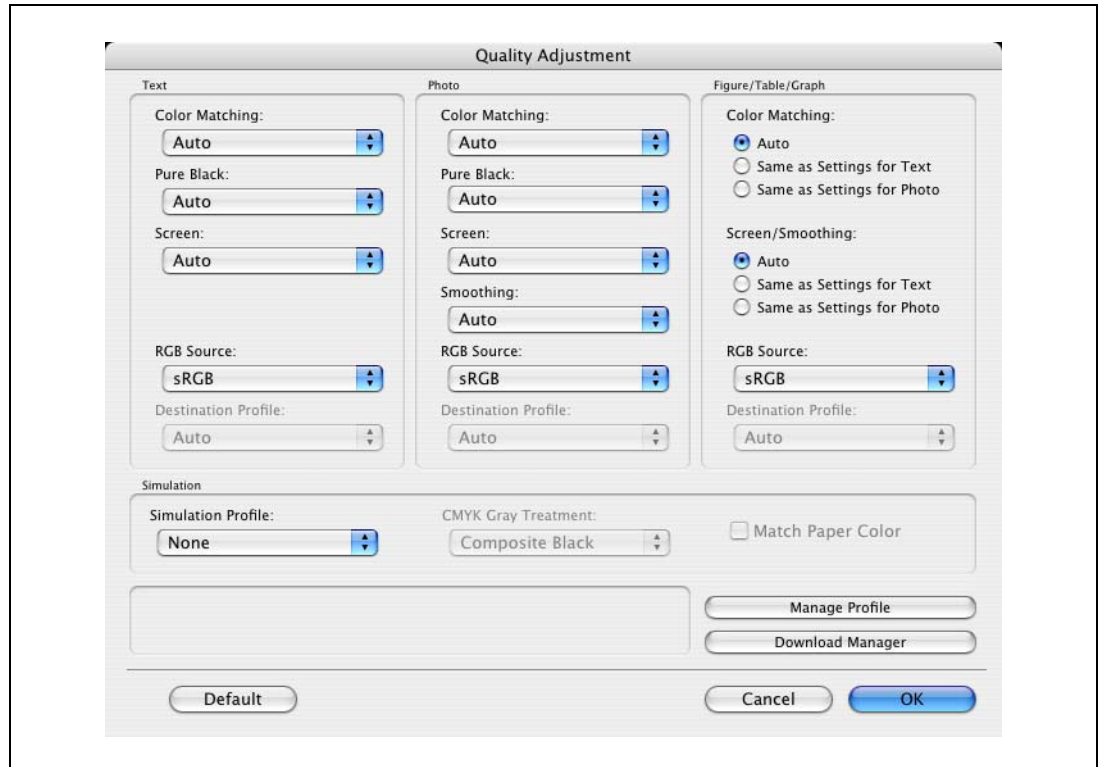 Quality Adjustment
Text
Color Matching:
Auto
Pure Black:
Auto
Screen:
Auto
RGB Source:
sRGB
Destination Profile:
Auto
Photo
Color Matching:
Auto
Pure Black:
Auto
Screen:
Auto
Smoothing:
Auto
RGB Source:
sRGB
Destination Profile:
Auto
Figure/Table/Graph
Color Matching:
Auto
Same as Settings for Text
Same as Settings for Photo
Screen/Smoothing:
Auto
Same as Settings for Text
Same as Settings for Photo
RGB Source:
sRGB
Destination Profile:
Auto
Simulation
Simulation Profile:
None
CMYK Gray Treatment:
Composite Black
Match Paper Color
Manage Profile
Download Manager
Default
Cancel
OK